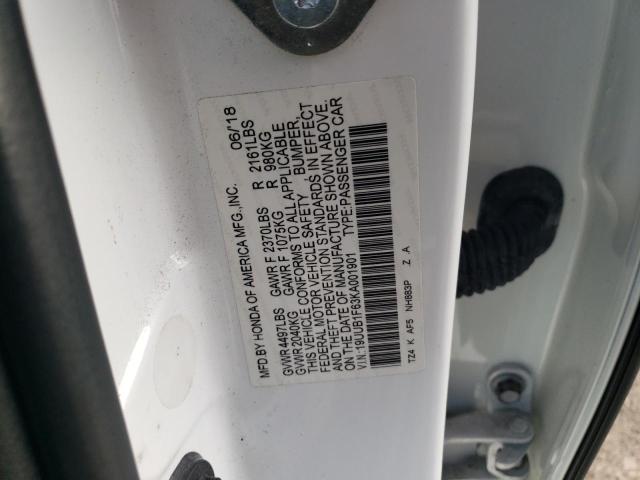 MFD.BY HONDA OF AMERICA MFG.,INC. 06/18
GVWR 4497LBS GAWR F 2370LBS R 2161LBS
GVWR 2040KG GAWR F 1075KG R 980KG
THIS VEHICLE CONFORMS TO ALL APPLICABLE
FEDERAL MOTOR VEHICLE SAFETY BUMPER,
AND THEFT PREVENTION STANDARDS IN EFFECT
ON THE DATE OF MANUFACTURE SHOWN ABOVE.
V.I.N:19UUB1F63KA001901 TYPE:PASSENGER CAR
TZ4 K AF5 NH883P Z .A